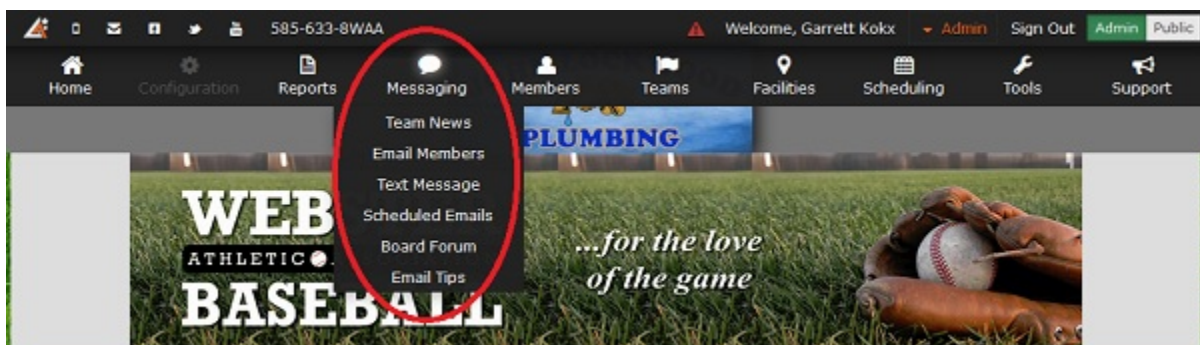 585-633-8WAA Welcome, Garrett Kokx Admin Sign Out Admin Public
Home Configuration Reports Messaging Members Teams Facilities Scheduling Tools Support
Team News
Email Members
Text Message
Scheduled Emails
Board Forum
Email Tips
PLUMBING
WEB
ATHLETIC
BASEBALL
...for the love
of the game